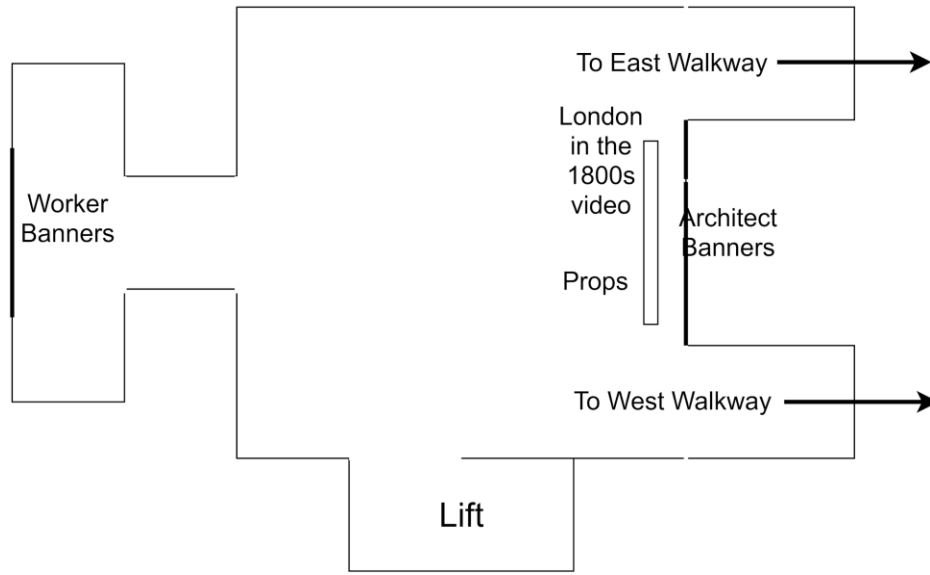 To East Walkway
London
in the
1800s
video
Worker
Banners
Architect
Banners
Props
To West Walkway
Lift